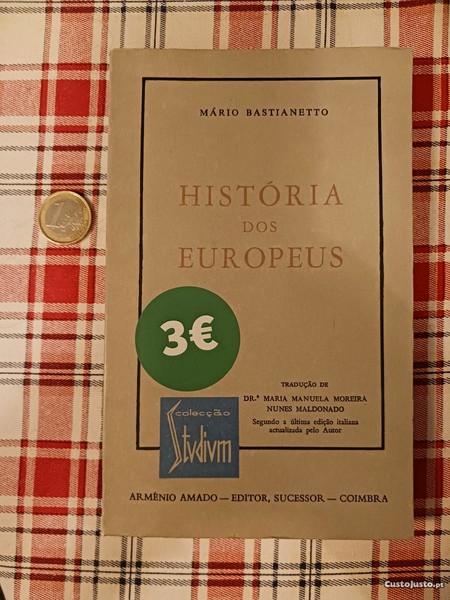 MÁRIO BASTIANETTO
HISTÓRIA
DOS
EUROPEUS
3€
TRADUÇÃO DE
DR.ª MARIA MANUELA MOREIRA
NUNES MALDONADO
Segundo a última edição italiana
actualizada pelo Autor
colecção
Studium
ARMÉNIO AMADO — EDITOR, SUCESSOR — COIMBRA
CustoJusto.pt